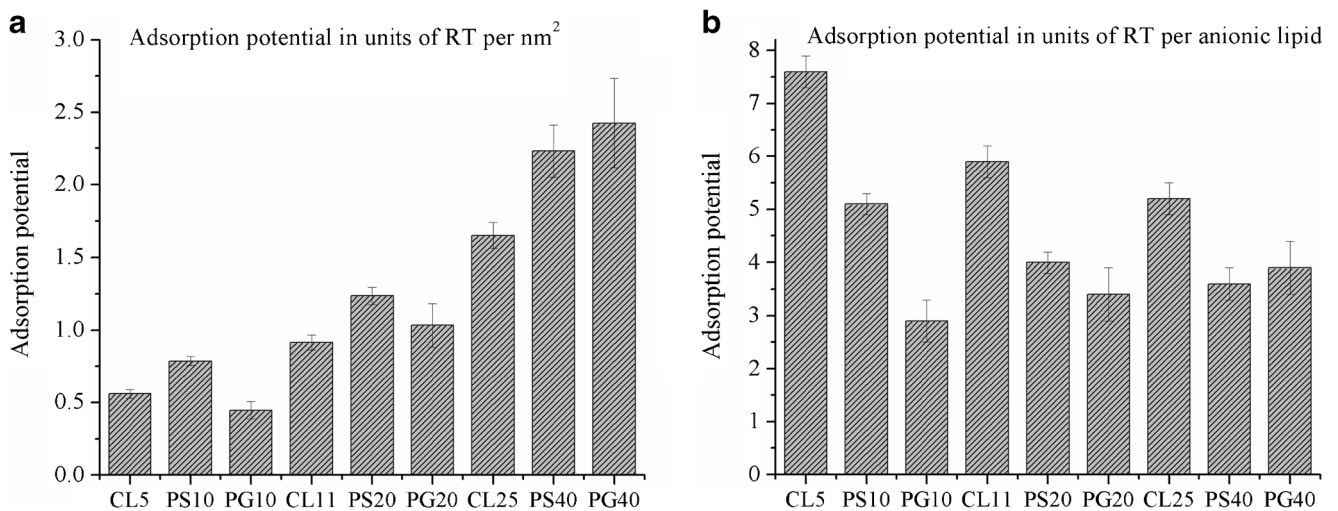 a
Adsorption potential in units of RT per nm²
Adsorption potential
3.0
2.5
2.0
1.5
1.0
0.5
0.0
CL5 PS10 PG10 CL11 PS20 PG20 CL25 PS40 PG40
b
Adsorption potential in units of RT per anionic lipid
Adsorption potential
8
7
6
5
4
3
2
1
0
CL5 PS10 PG10 CL11 PS20 PG20 CL25 PS40 PG40